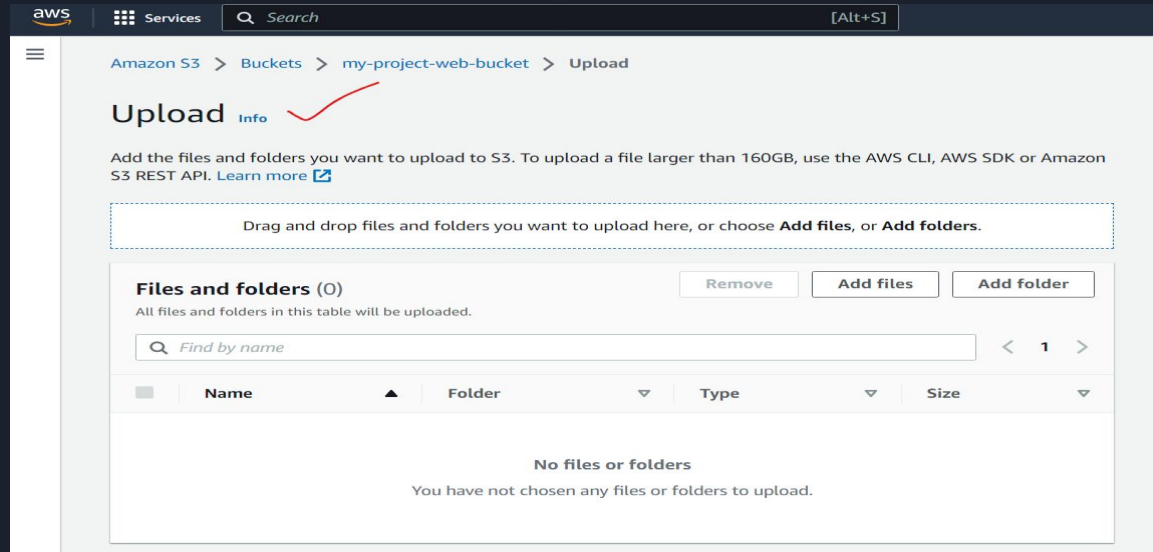 aws Services Search [Alt+S]
Amazon S3 > Buckets > my-project-web-bucket > Upload
Upload Info
Add the files and folders you want to upload to S3. To upload a file larger than 160GB, use the AWS CLI, AWS SDK or Amazon
S3 REST API. Learn more
Drag and drop files and folders you want to upload here, or choose Add files, or Add folders.
Files and folders (0) Remove Add files Add folder
All files and folders in this table will be uploaded.
Find by name < 1 >
Name Folder Type Size
No files or folders
You have not chosen any files or folders to upload.